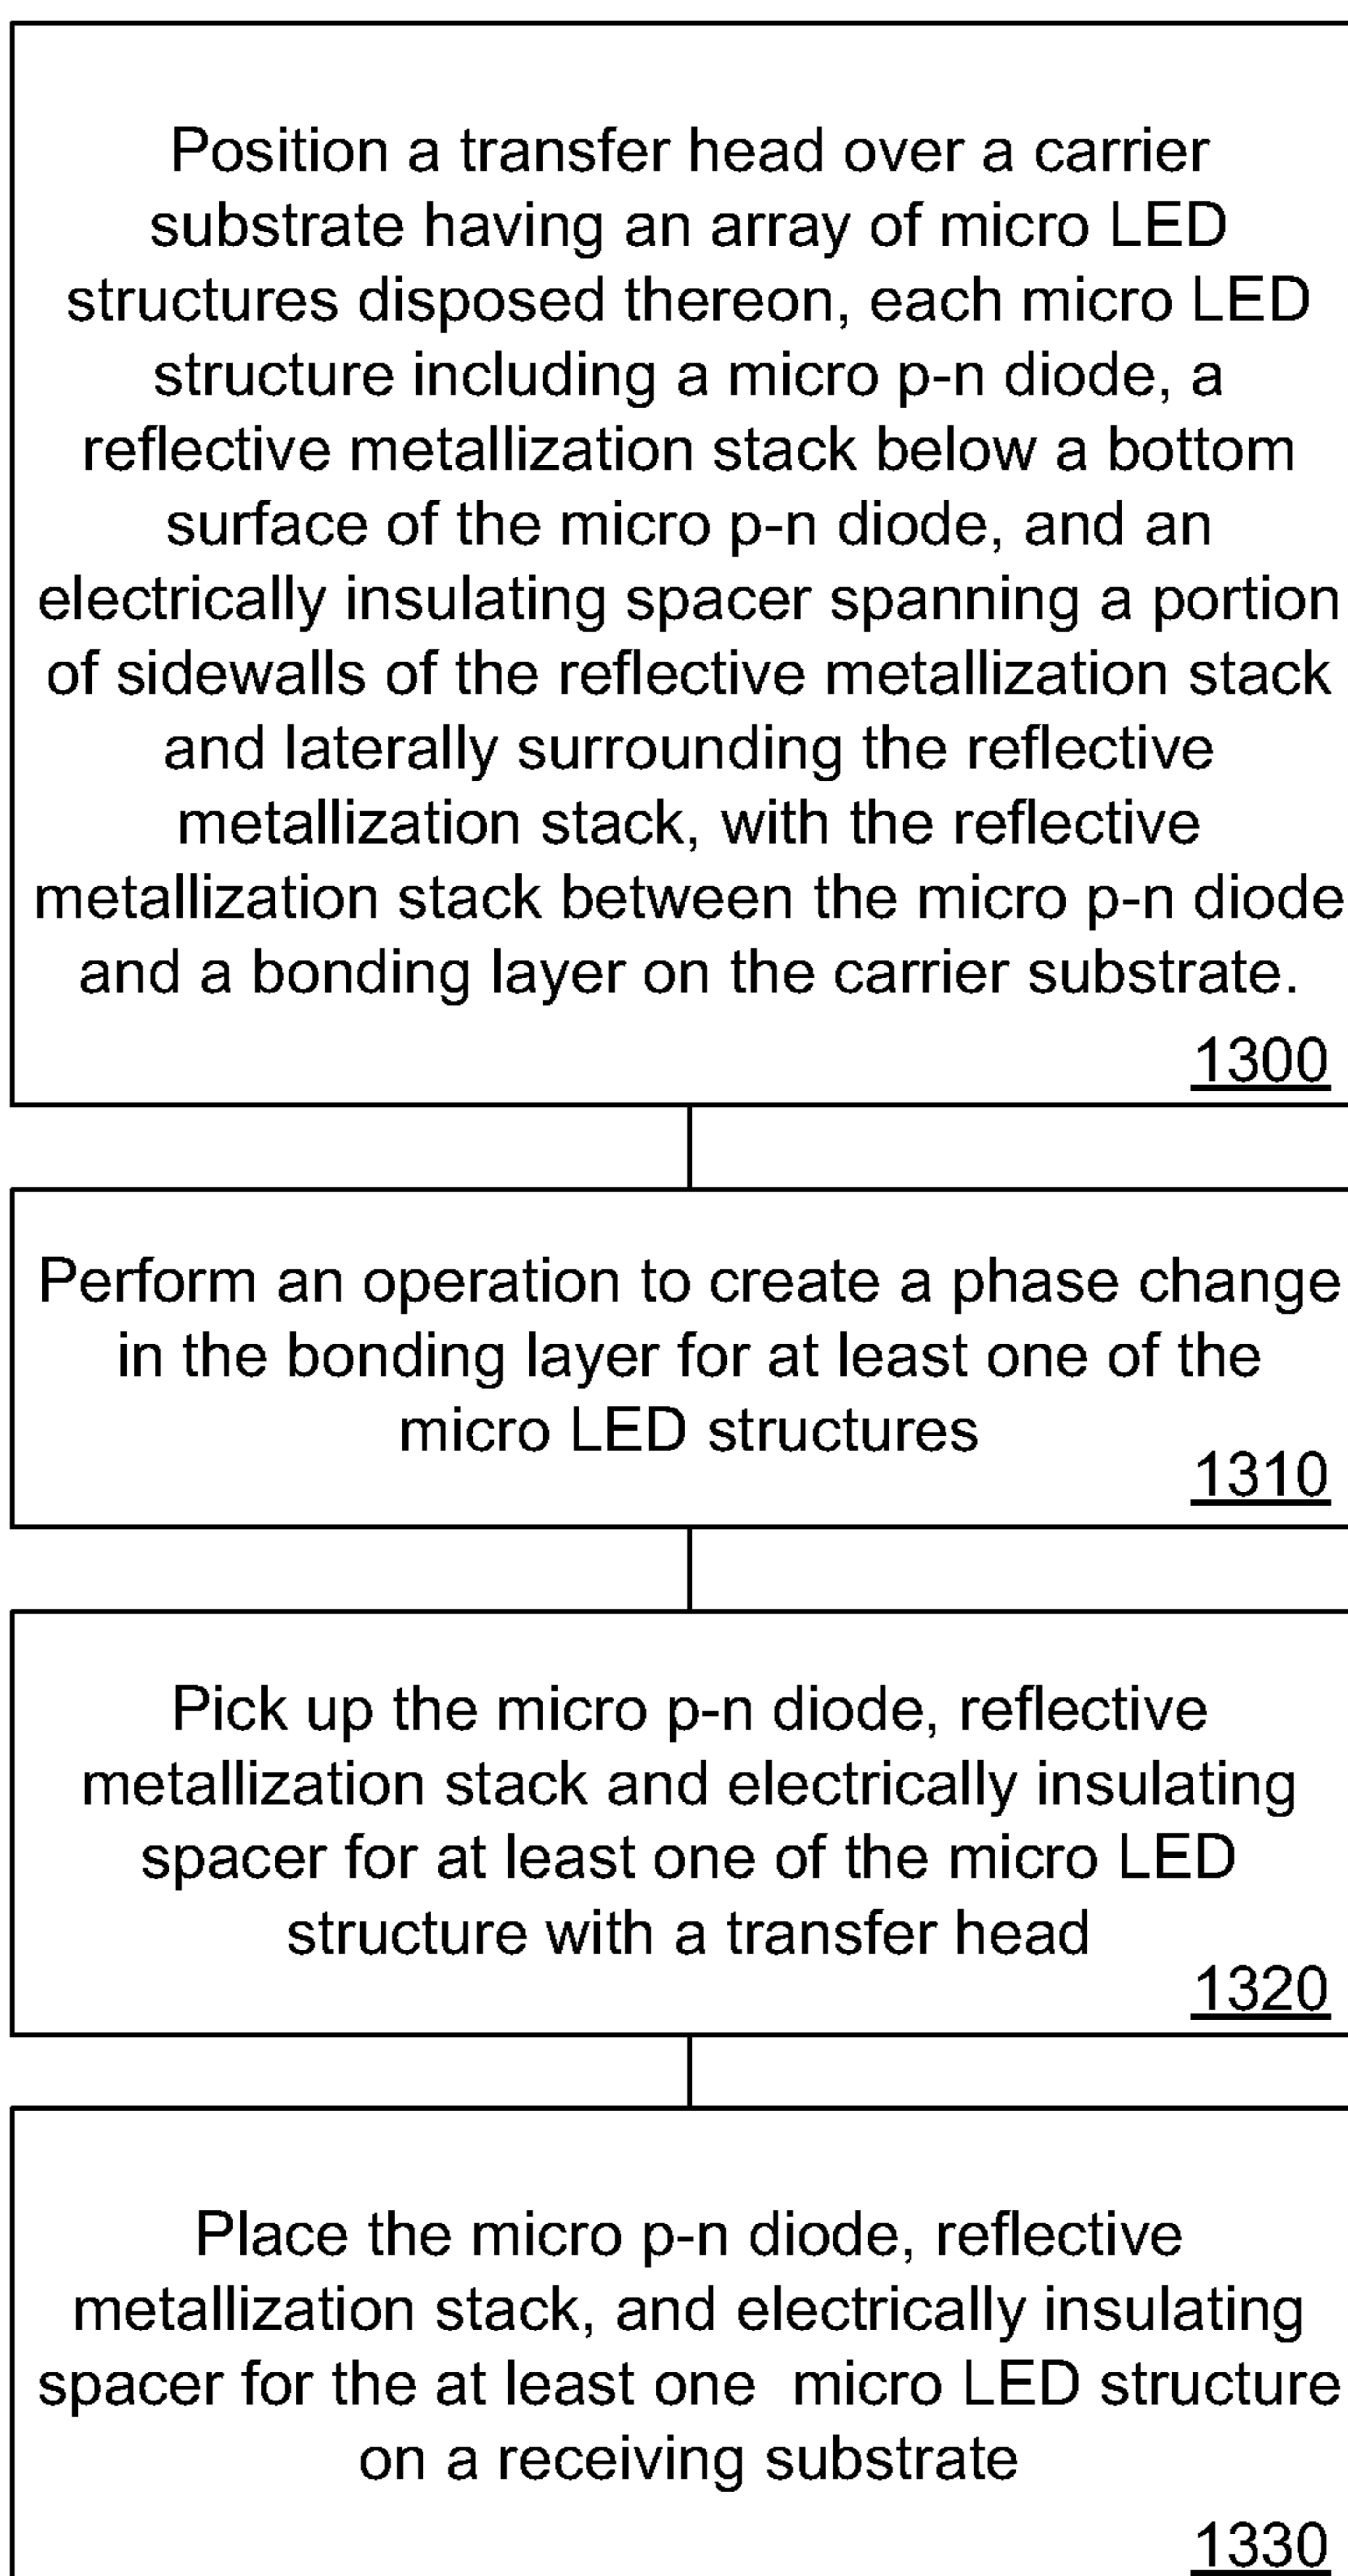 Position a transfer head over a carrier
substrate having an array of micro LED
structures disposed thereon, each micro LED
structure including a micro p-n diode, a
reflective metallization stack below a bottom
surface of the micro p-n diode, and an
electrically insulating spacer spanning a portion
of sidewalls of the reflective metallization stack
and laterally surrounding the reflective
metallization stack, with the reflective
metallization stack between the micro p-n diode
and a bonding layer on the carrier substrate.
1300
Perform an operation to create a phase change
in the bonding layer for at least one of the
micro LED structures
1310
Pick up the micro p-n diode, reflective
metallization stack and electrically insulating
spacer for at least one of the micro LED
structure with a transfer head
1320
Place the micro p-n diode, reflective
metallization stack, and electrically insulating
spacer for the at least one  micro LED structure
on a receiving substrate
1330